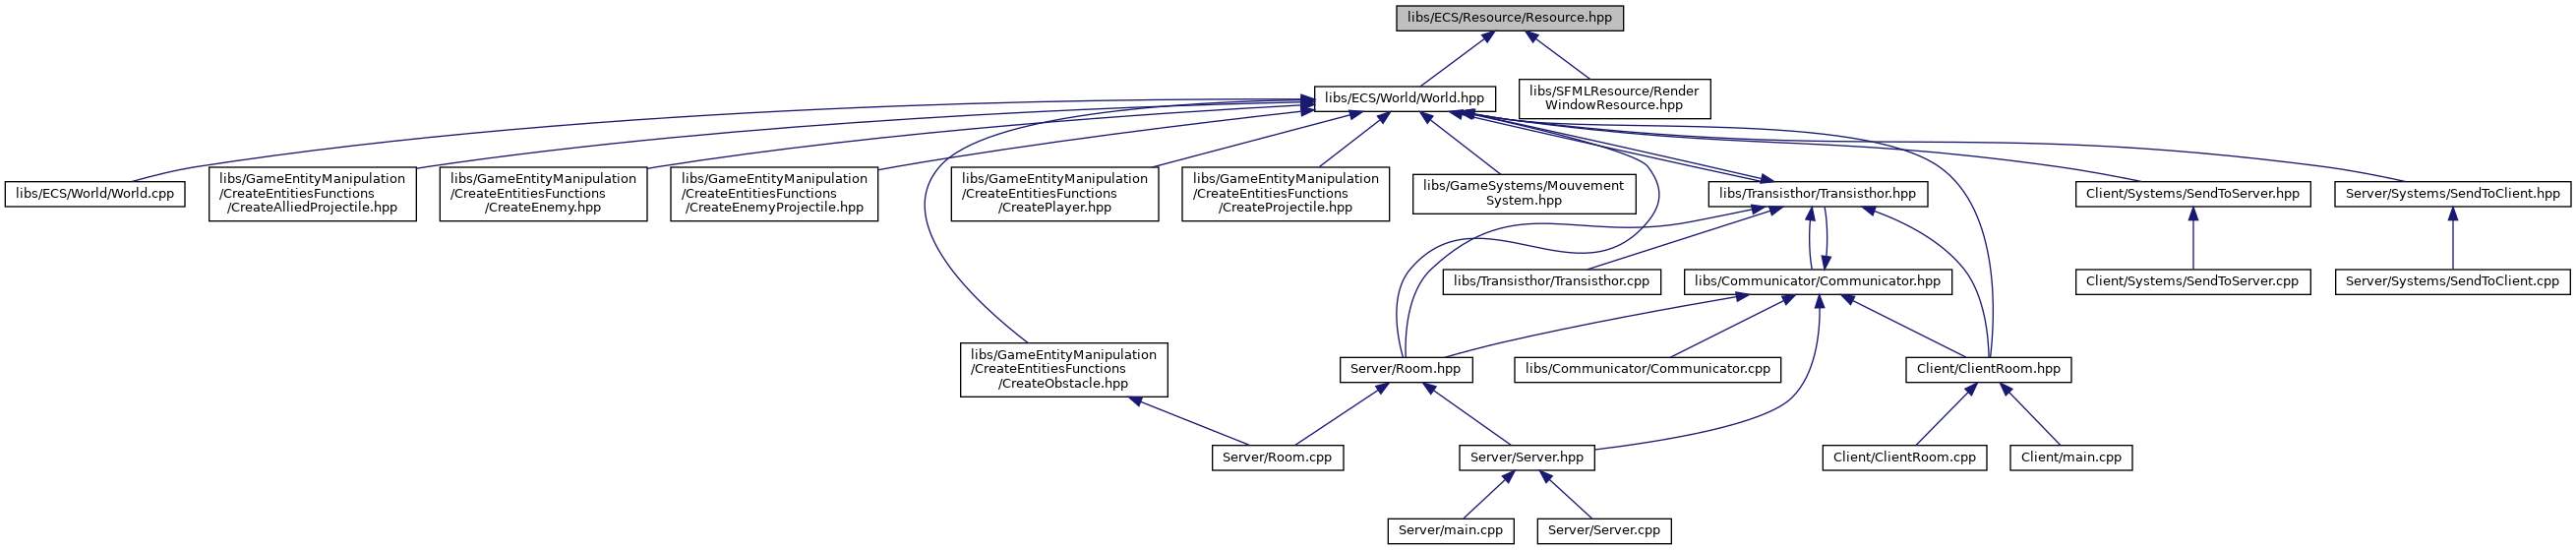 libs/ECS/Resource/Resource.hpp
libs/ECS/World/World.hpp
libs/SFMLResource/Render
WindowResource.hpp
libs/ECS/World/World.cpp
libs/GameEntityManipulation
/CreateEntitiesFunctions
/CreateAlliedProjectile.hpp
libs/GameEntityManipulation
/CreateEntitiesFunctions
/CreateEnemy.hpp
libs/GameEntityManipulation
/CreateEntitiesFunctions
/CreateEnemyProjectile.hpp
libs/GameEntityManipulation
/CreateEntitiesFunctions
/CreatePlayer.hpp
libs/GameEntityManipulation
/CreateEntitiesFunctions
/CreateProjectile.hpp
libs/GameSystems/Mouvement
System.hpp
libs/Transisthor/Transisthor.hpp
Client/Systems/SendToServer.hpp
Server/Systems/SendToClient.hpp
libs/Transisthor/Transisthor.cpp
libs/Communicator/Communicator.hpp
Client/Systems/SendToServer.cpp
Server/Systems/SendToClient.cpp
libs/GameEntityManipulation
/CreateEntitiesFunctions
/CreateObstacle.hpp
Server/Room.hpp
libs/Communicator/Communicator.cpp
Client/ClientRoom.hpp
Server/Room.cpp
Server/Server.hpp
Client/ClientRoom.cpp
Client/main.cpp
Server/main.cpp
Server/Server.cpp